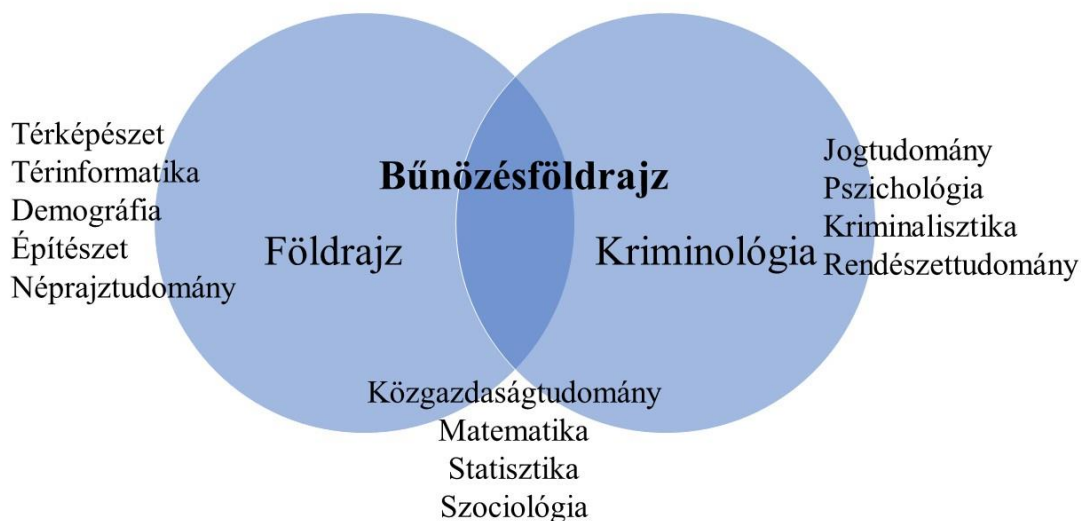 Térképészet
Térinformatika
Demográfia
Építészet
Néprajztudomány
Bűnözésföldrajz
Földrajz
Kriminológia
Jogtudomány
Pszichológia
Kriminalisztika
Rendészettudomány
Közgazdaságtudomány
Matematika
Statisztika
Szociológia